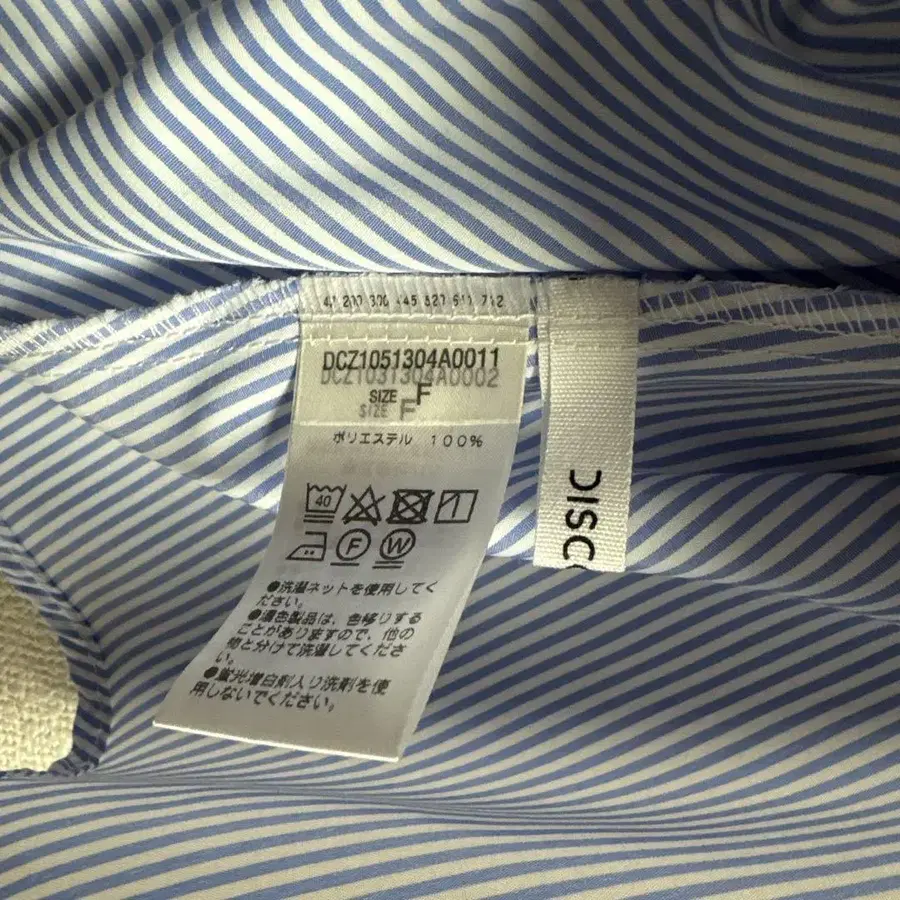 DCZ1051304A0011
DCZ1031304A0002
SIZE F
SIZE F
ポリエステル 100%
40
F
W
●洗濯ネットを使用してく
ださい。
●濃色製品は、色移りする
ことがありますので、他の
物と分けて洗濯してくださ
い。
●蛍光増白剤入り洗剤を使
用しないでください。